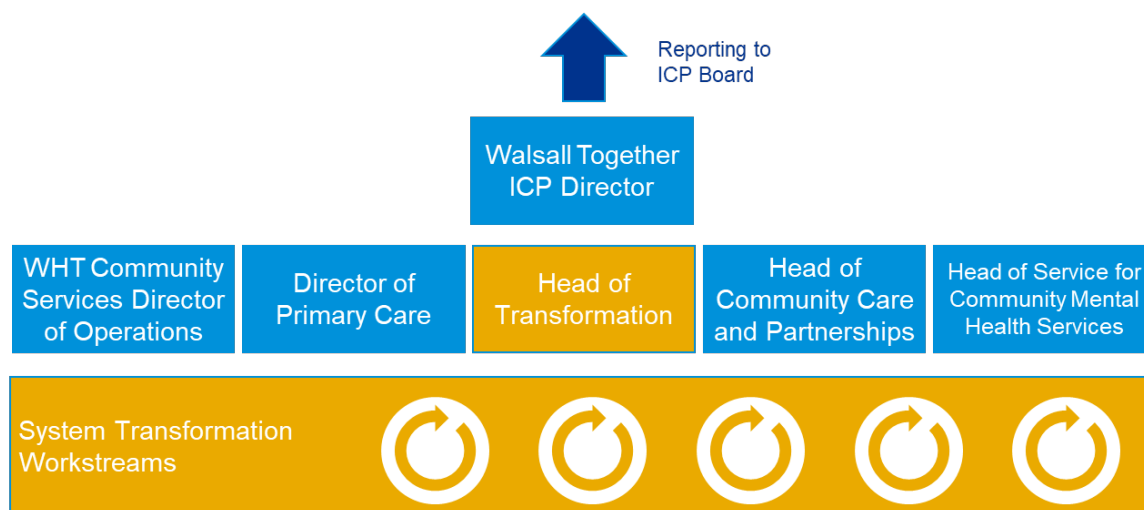 Reporting to
ICP Board
Walsall Together
ICP Director
WHT Community
Services Director
of Operations
Director of
Primary Care
Head of
Transformation
Head of
Community Care
and Partnerships
Head of Service for
Community Mental
Health Services
System Transformation
Workstreams